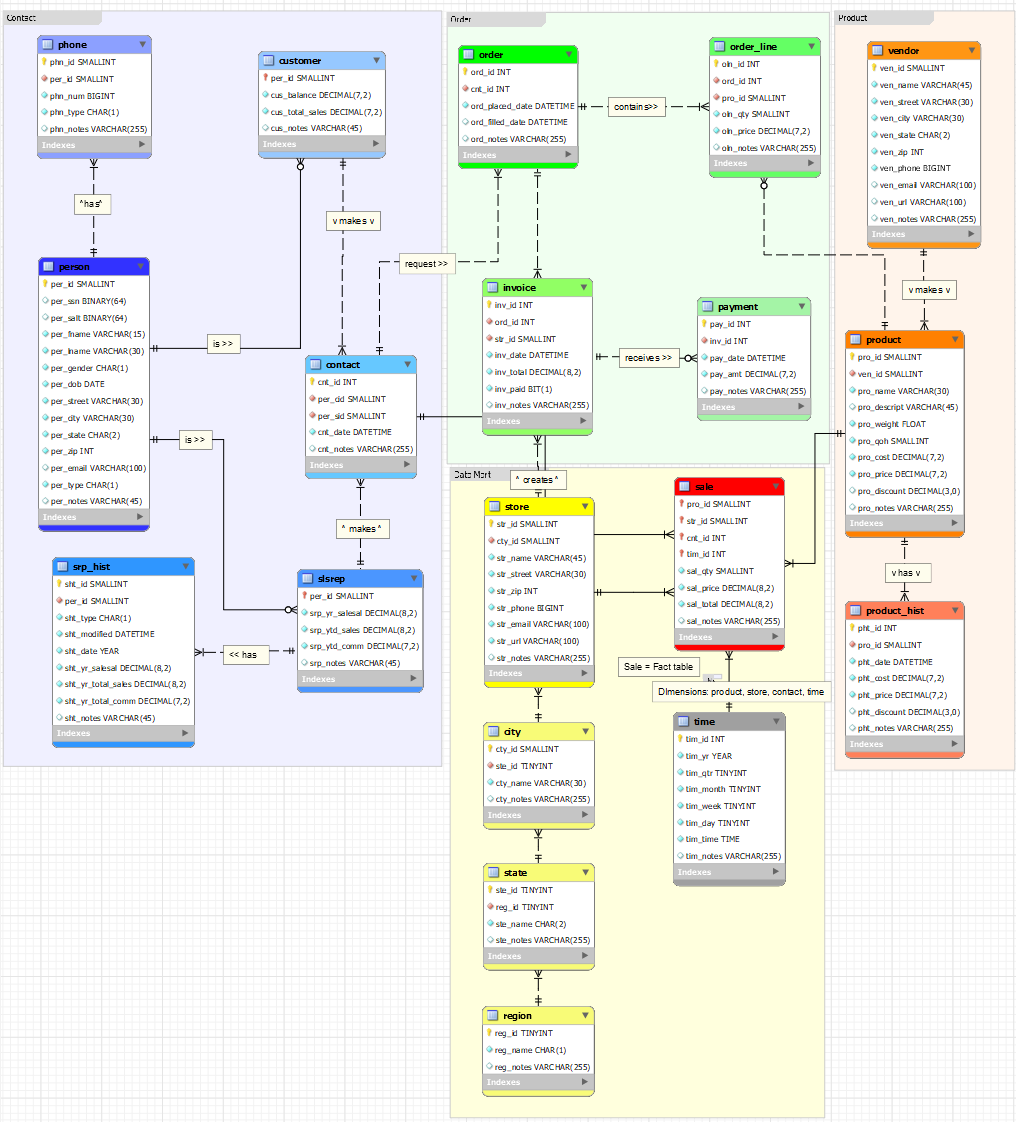 Contact
phone
phn_id SMALLINT
per_id SMALLINT
phn_num BIGINT
phn_type CHAR(1)
phn_notes VARCHAR(255)
Indexes
customer
per_id SMALLINT
cus_balance DECIMAL(7,2)
cus_total_sales DECIMAL(7,2)
cus_notes VARCHAR(45)
Indexes
^has^
v makes v
person
per_id SMALLINT
per_ssn BINARY(64)
per_salt BINARY(64)
per_fname VARCHAR(15)
per_lname VARCHAR(30)
per_gender CHAR(1)
per_dob DATE
per_street VARCHAR(30)
per_city VARCHAR(30)
per_state CHAR(2)
per_zip INT
per_email VARCHAR(100)
per_type CHAR(1)
per_notes VARCHAR(45)
Indexes
is >>
is >>
contact
cnt_id INT
per_cid SMALLINT
per_sid SMALLINT
cnt_date DATETIME
cnt_notes VARCHAR(255)
Indexes
^ makes ^
srp_hist
sht_id SMALLINT
per_id SMALLINT
sht_type CHAR(1)
sht_modified DATETIME
sht_date YEAR
sht_yr_salesal DECIMAL(8,2)
sht_yr_total_sales DECIMAL(8,2)
sht_yr_total_comm DECIMAL(7,2)
sht_notes VARCHAR(45)
Indexes
<< has
slsrep
per_id SMALLINT
srp_yr_salesal DECIMAL(8,2)
srp_ytd_sales DECIMAL(8,2)
srp_ytd_comm DECIMAL(7,2)
srp_notes VARCHAR(45)
Indexes
Order
order
ord_id INT
cnt_id INT
ord_placed_date DATETIME
ord_filled_date DATETIME
ord_notes VARCHAR(255)
Indexes
contains>>
order_line
oln_id INT
ord_id INT
pro_id SMALLINT
oln_qty SMALLINT
oln_price DECIMAL(7,2)
oln_notes VARCHAR(255)
Indexes
request >>
invoice
inv_id INT
ord_id INT
str_id SMALLINT
inv_date DATETIME
inv_total DECIMAL(8,2)
inv_paid BIT(1)
inv_notes VARCHAR(255)
Indexes
receives >>
payment
pay_id INT
inv_id INT
pay_date DATETIME
pay_amt DECIMAL(7,2)
pay_notes VARCHAR(255)
Indexes
Data Mart
^ creates ^
store
str_id SMALLINT
cty_id SMALLINT
str_name VARCHAR(45)
str_street VARCHAR(30)
str_zip INT
str_phone BIGINT
str_email VARCHAR(100)
str_url VARCHAR(100)
str_notes VARCHAR(255)
Indexes
sale
pro_id SMALLINT
str_id SMALLINT
cnt_id INT
tim_id INT
sal_qty SMALLINT
sal_price DECIMAL(8,2)
sal_total DECIMAL(8,2)
sal_notes VARCHAR(255)
Indexes
Sale = Fact table
DImensions: product, store, contact, time
city
cty_id SMALLINT
ste_id TINYINT
cty_name VARCHAR(30)
cty_notes VARCHAR(255)
Indexes
time
tim_id INT
tim_yr YEAR
tim_qtr TINYINT
tim_month TINYINT
tim_week TINYINT
tim_day TINYINT
tim_time TIME
tim_notes VARCHAR(255)
Indexes
state
ste_id TINYINT
reg_id TINYINT
ste_name CHAR(2)
ste_notes VARCHAR(255)
Indexes
region
reg_id TINYINT
reg_name CHAR(1)
reg_notes VARCHAR(255)
Indexes
Product
vendor
ven_id SMALLINT
ven_name VARCHAR(45)
ven_street VARCHAR(30)
ven_city VARCHAR(30)
ven_state CHAR(2)
ven_zip INT
ven_phone BIGINT
ven_email VARCHAR(100)
ven_url VARCHAR(100)
ven_notes VARCHAR(255)
Indexes
v makes v
product
pro_id SMALLINT
ven_id SMALLINT
pro_name VARCHAR(30)
pro_descript VARCHAR(45)
pro_weight FLOAT
pro_qoh SMALLINT
pro_cost DECIMAL(7,2)
pro_price DECIMAL(7,2)
pro_discount DECIMAL(3,0)
pro_notes VARCHAR(255)
Indexes
v has v
product_hist
pht_id INT
pro_id SMALLINT
pht_date DATETIME
pht_cost DECIMAL(7,2)
pht_price DECIMAL(7,2)
pht_discount DECIMAL(3,0)
pht_notes VARCHAR(255)
Indexes